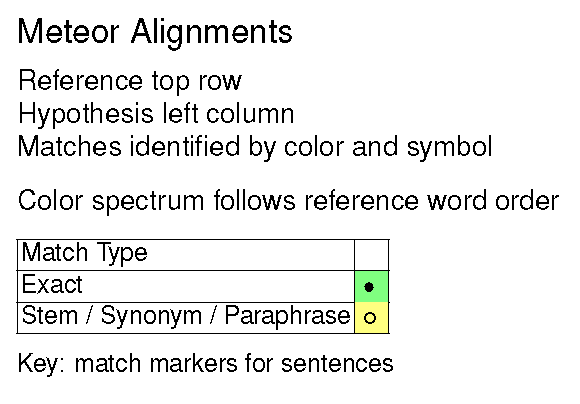 Meteor Alignments
Reference top row
Hypothesis left column
Matches identified by color and symbol
Color spectrum follows reference word order
Match Type
Exact ●
Stem / Synonym / Paraphrase ○
Key: match markers for sentences